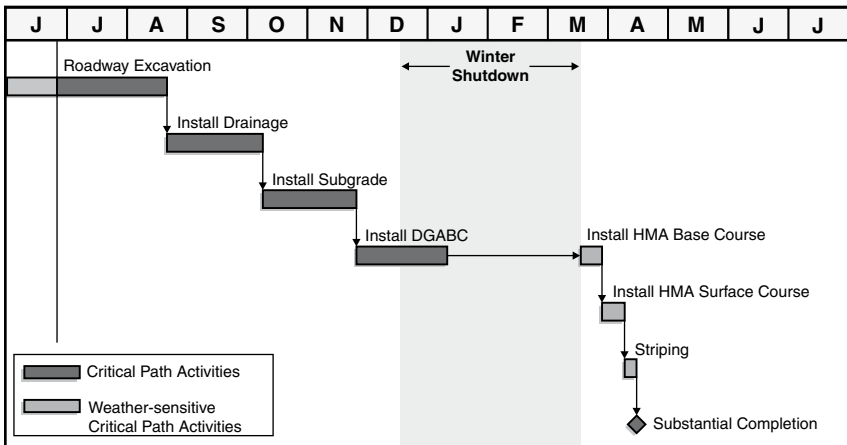 J J A S O N D J F M A M J J
Roadway Excavation
Winter
Shutdown
Install Drainage
Install Subgrade
Install DGABC
Install HMA Base Course
Install HMA Surface Course
Striping
Substantial Completion
Critical Path Activities
Weather-sensitive
Critical Path Activities